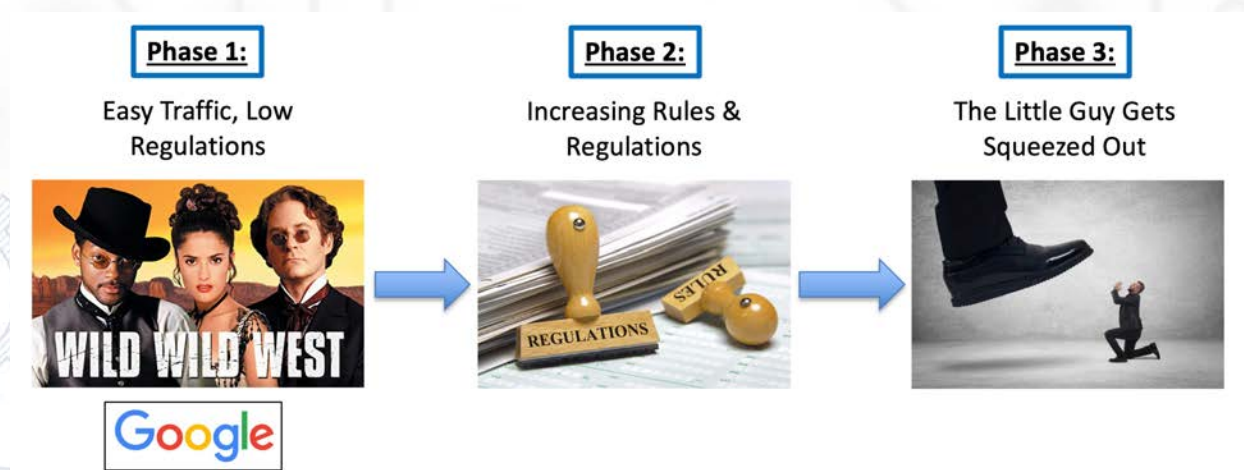 Phase 1:
Easy Traffic, Low
Regulations
WILD WILD WEST
Google
Phase 2:
Increasing Rules &
Regulations
REGULATIONS
RULES
Phase 3:
The Little Guy Gets
Squeezed Out